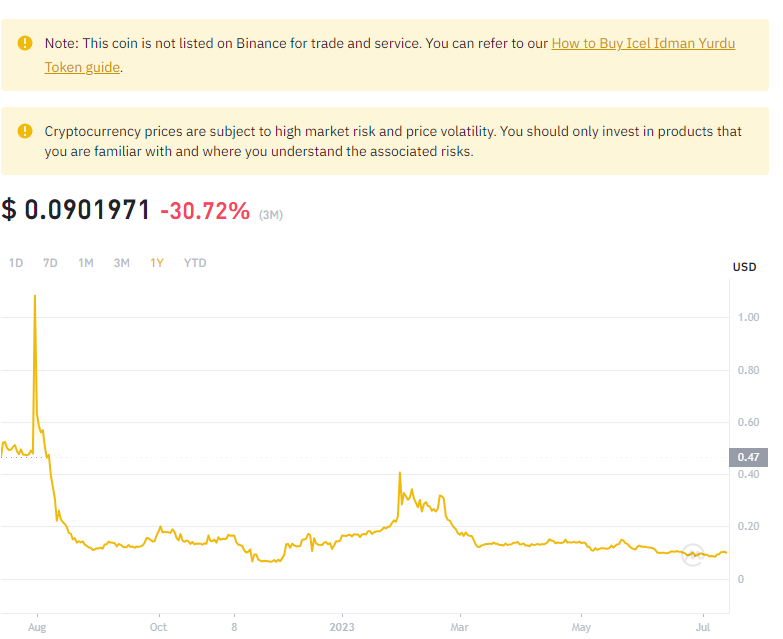 Note: This coin is not listed on Binance for trade and service. You can refer to our How to Buy Icel Idman Yurdu
Token guide.
Cryptocurrency prices are subject to high market risk and price volatility. You should only invest in products that
you are familiar with and where you understand the associated risks.
$ 0.0901971 -30.72% (3M)
1D 7D 1M 3M 1Y YTD
USD
1.00
0.80
0.60
0.47
0.40
0.20
0
Aug Oct 8 2023 Mar May Jul